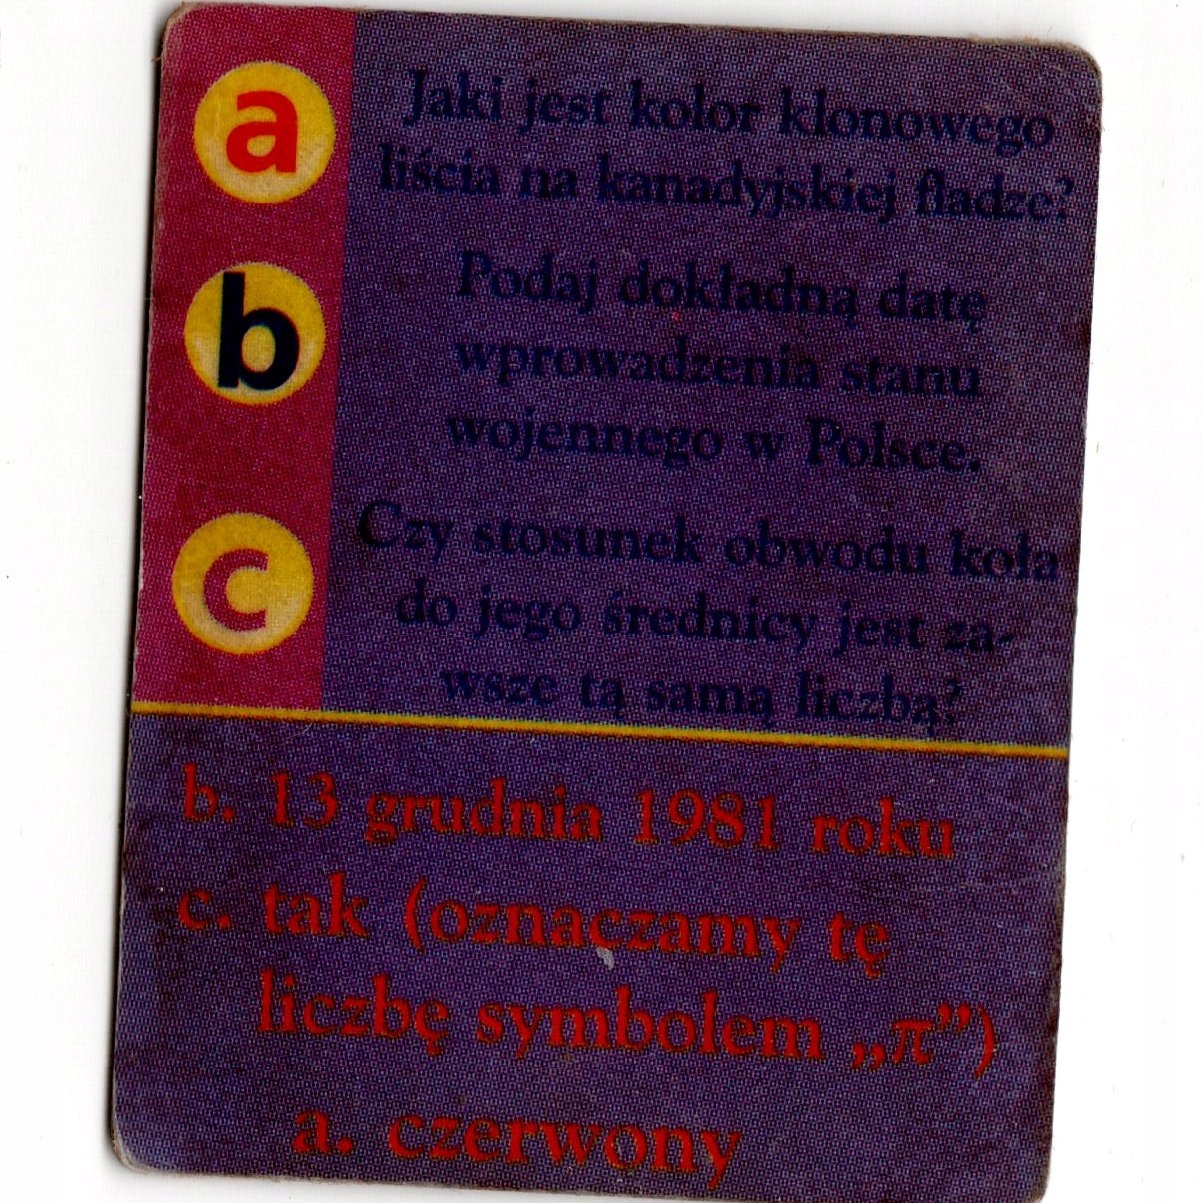 a
Jaki jest kolor klonowego
liścia na kanadyjskiej fladze?
b
Podaj dokładną datę
wprowadzenia stanu
wojennego w Polsce.
c
Czy stosunek obwodu koła
do jego średnicy jest za-
wsze tą samą liczbą?
b. 13 grudnia 1981 roku
c. tak (oznaczamy tę
liczbę symbolem „π”)
a. czerwony